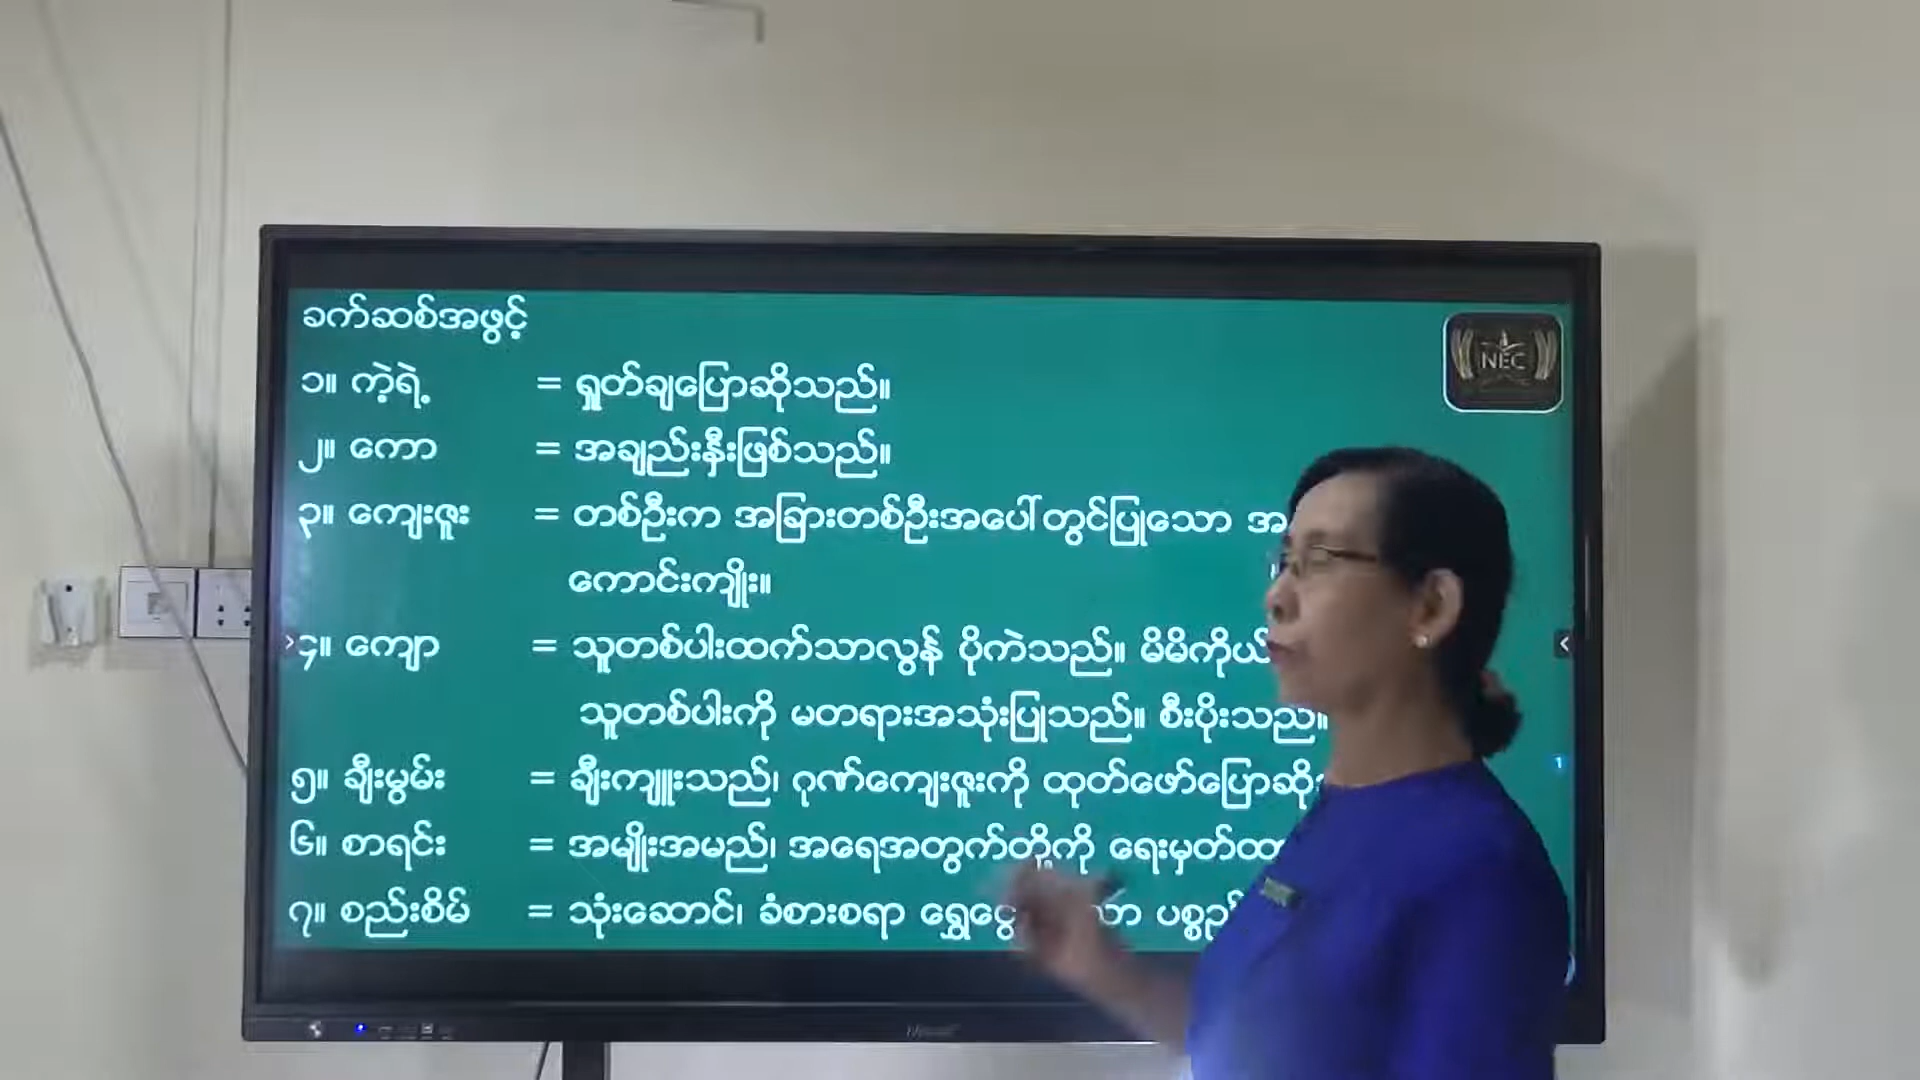 ခက်ဆစ်အဖွင့်
NEC
၁။ ကဲ့ရဲ့ = ရှုတ်ချပြောဆိုသည်။
၂။ ကော = အချည်းနှီးဖြစ်သည်။
၃။ ကျေးဇူး = တစ်ဦးက အခြားတစ်ဦးအပေါ်တွင်ပြုသော
ကောင်းကျိုး။
၄။ ကျော = သူတစ်ပါးထက်သာလွန် ပိုကဲသည်။ မိမိကိုယ်
သူတစ်ပါးကို မတရားအသုံးပြုသည်။ စီးပိုးသည်။
၅။ ချီးမွမ်း = ချီးကျူးသည်၊ ဂုဏ်ကျေးဇူးကို ထုတ်ဖော်ပြောဆို
၆။ စာရင်း = အမျိုးအမည်၊ အရေအတွက်တို့ကို ရေးမှတ်ထာ
၇။ စည်းစိမ် = သုံးဆောင်၊ ခံစားစရာ ရွှေငွေ